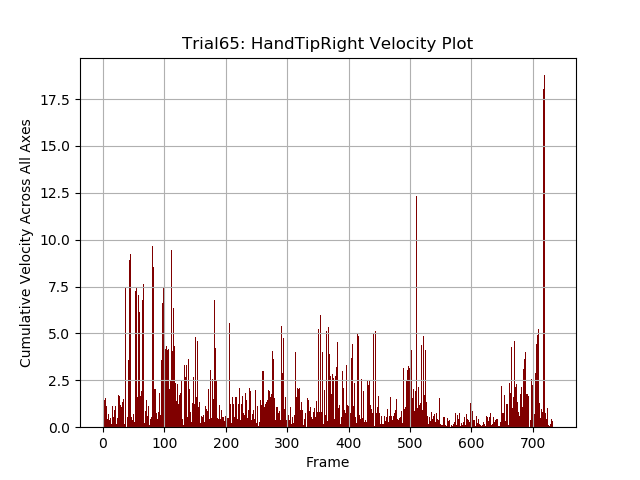 Trial65: HandTipRight Velocity Plot
17.5
15.0
12.5
10.0
7.5
5.0
2.5
0.0
Cumulative Velocity Across All Axes
0 100 200 300 400 500 600 700
Frame